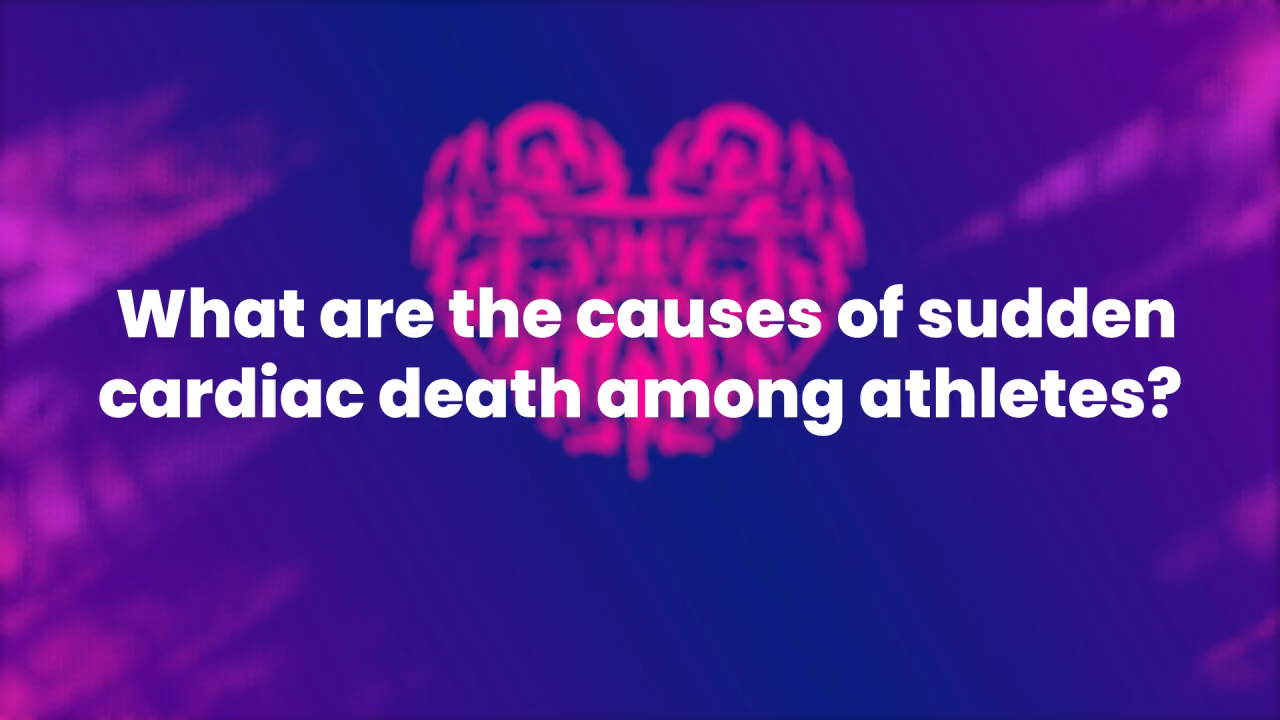 What are the causes of sudden
cardiac death among athletes?